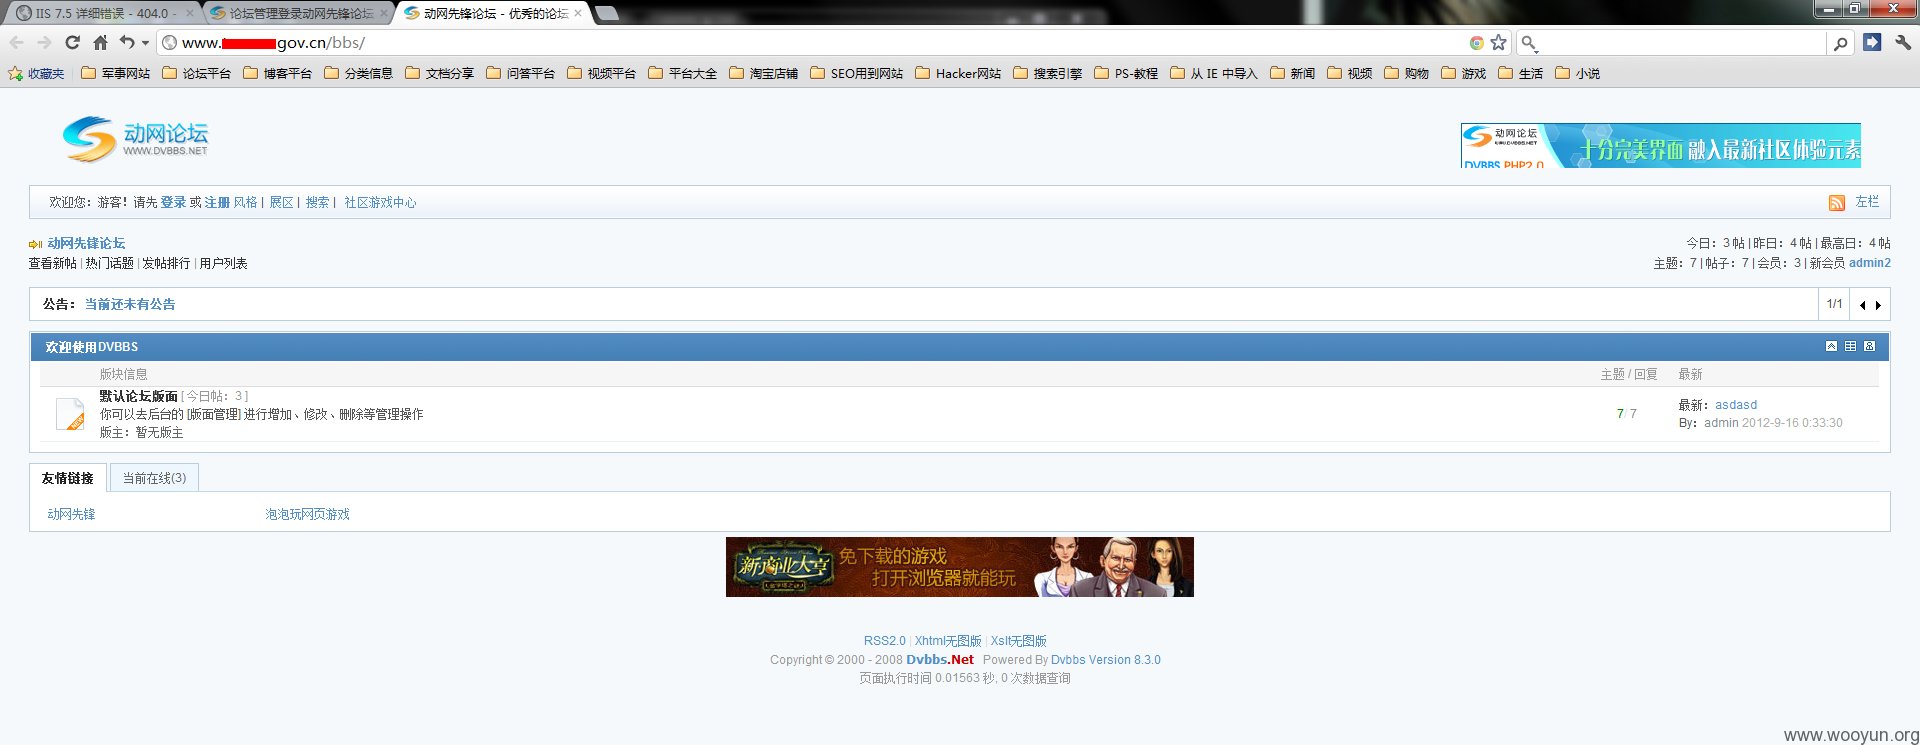 IIS 7.5 详细错误 - 404.0 -
论坛管理登录动网先锋论坛
动网先锋论坛 - 优秀的论坛
www. gov.cn/bbs/
收藏夹 军事网站 论坛平台 博客平台 分类信息 文档分享 问答平台 视频平台 平台大全 淘宝店铺 SEO用到网站 Hacker网站 搜索引擎 PS-教程 从 IE 中导入 新闻 视频 购物 游戏 生活 小说
动网论坛
WWW.DVBBS.NET
动网论坛
WWW.DVBBS.NET
DVBBS PHP2.0
十分完美界面 融入最新社区体验元素
欢迎您：游客！请先 登录 或 注册 风格 | 展区 | 搜索 | 社区游戏中心
左栏
动网先锋论坛
今日：3 帖 | 昨日：4 帖 | 最高日：4 帖
查看新帖 | 热门话题 | 发帖排行 | 用户列表
主题：7 | 帖子：7 | 会员：3 | 新会员 admin2
公告： 当前还未有公告
1/1
欢迎使用DVBBS
版块信息 主题 / 回复 最新
默认论坛版面 [ 今日帖：3 ]
你可以去后台的 [版面管理] 进行增加、修改、删除等管理操作
版主：暂无版主
7/ 7
最新：asdasd
By：admin 2012-9-16 0:33:30
友情链接 当前在线(3)
动网先锋 泡泡玩网页游戏
新商业大亨
免下载的游戏
打开浏览器就能玩
RSS2.0 | Xhtml无图版 | Xslt无图版
Copyright © 2000 - 2008 Dvbbs.Net Powered By Dvbbs Version 8.3.0
页面执行时间 0.01563 秒, 0 次数据查询
www.wooyun.org